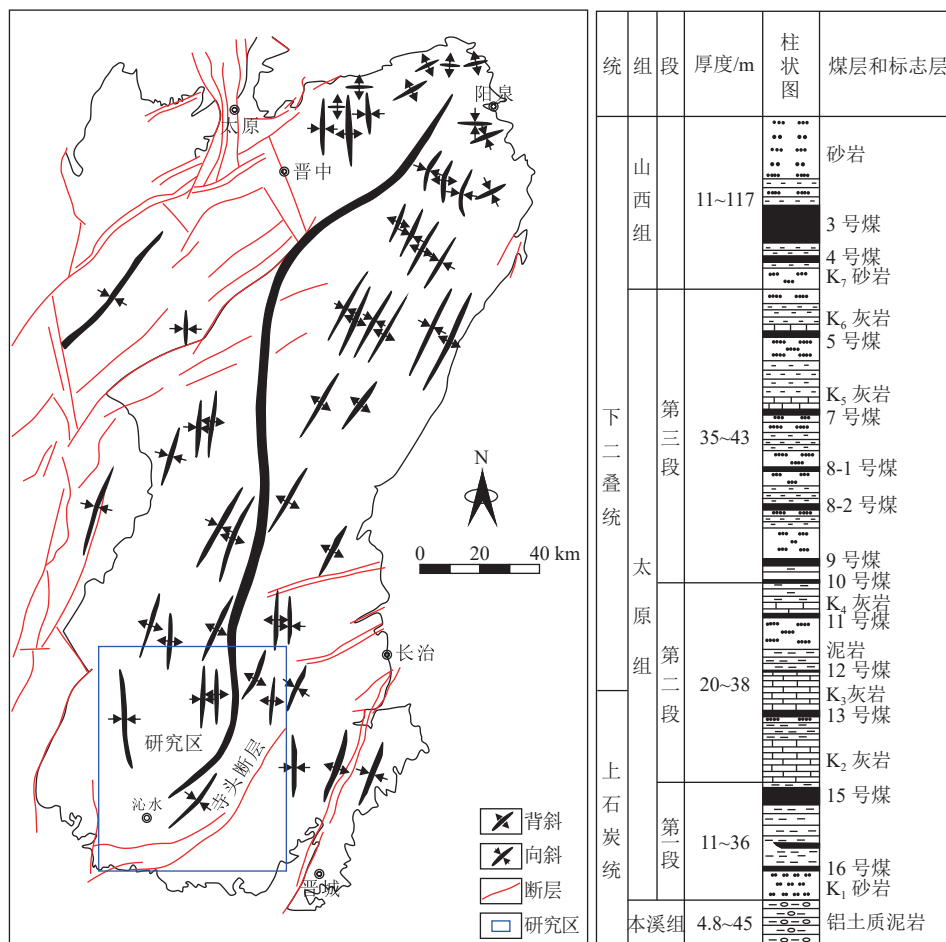 太原
晋中
阳泉
N
0 20 40 km
长治
研究区
寺头断层
沁水
晋城
背斜
向斜
断层
研究区
统 组 段 厚度/m 柱状图 煤层和标志层
下二叠统
上石炭统
山西组
太原组
本溪组
第三段
第二段
第一段
11~117
35~43
20~38
11~36
4.8~45
砂岩
3 号煤
4 号煤
K₇ 砂岩
K₆ 灰岩
5 号煤
K₅ 灰岩
7 号煤
8-1 号煤
8-2 号煤
9 号煤
10 号煤
K₄ 灰岩
11 号煤
泥岩
12 号煤
K₃灰岩
13 号煤
K₂ 灰岩
15 号煤
16 号煤
K₁ 砂岩
铝土质泥岩